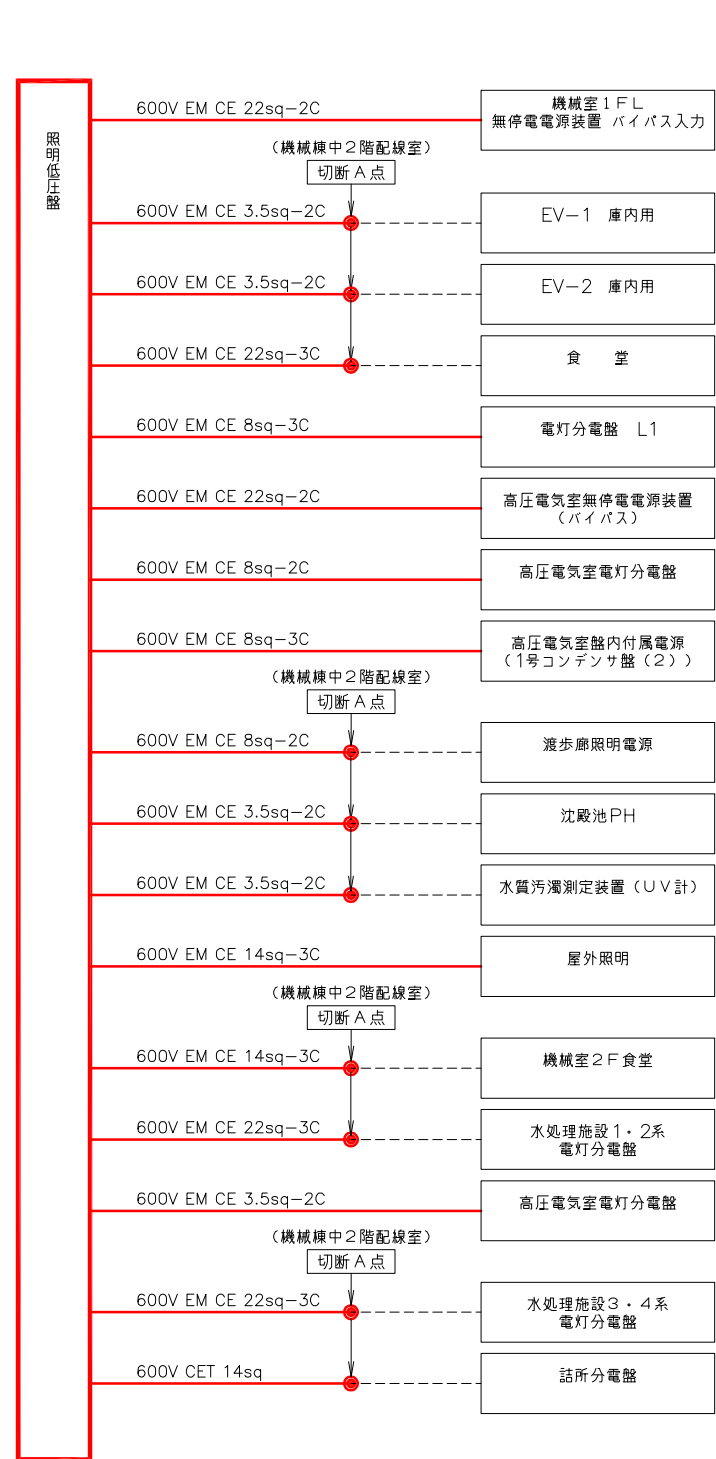 照明低圧盤
600V EM CE 22sq-2C
機械室1FL
無停電電源装置 バイパス入力
(機械棟中2階配線室)
切断A点
600V EM CE 3.5sq-2C
EV-1 庫内用
600V EM CE 3.5sq-2C
EV-2 庫内用
600V EM CE 22sq-3C
食 堂
600V EM CE 8sq-3C
電灯分電盤 L1
600V EM CE 22sq-2C
高圧電気室無停電電源装置
(バイパス)
600V EM CE 8sq-2C
高圧電気室電灯分電盤
600V EM CE 8sq-3C
高圧電気室盤内付属電源
(1号コンデンサ盤(2))
(機械棟中2階配線室)
切断A点
600V EM CE 8sq-2C
渡歩廊照明電源
600V EM CE 3.5sq-2C
沈殿池PH
600V EM CE 3.5sq-2C
水質汚濁測定装置(UV計)
600V EM CE 14sq-3C
屋外照明
(機械棟中2階配線室)
切断A点
600V EM CE 14sq-3C
機械室2F食堂
600V EM CE 22sq-3C
水処理施設1・2系
電灯分電盤
600V EM CE 3.5sq-2C
高圧電気室電灯分電盤
(機械棟中2階配線室)
切断A点
600V EM CE 22sq-3C
水処理施設3・4系
電灯分電盤
600V CET 14sq
詰所分電盤